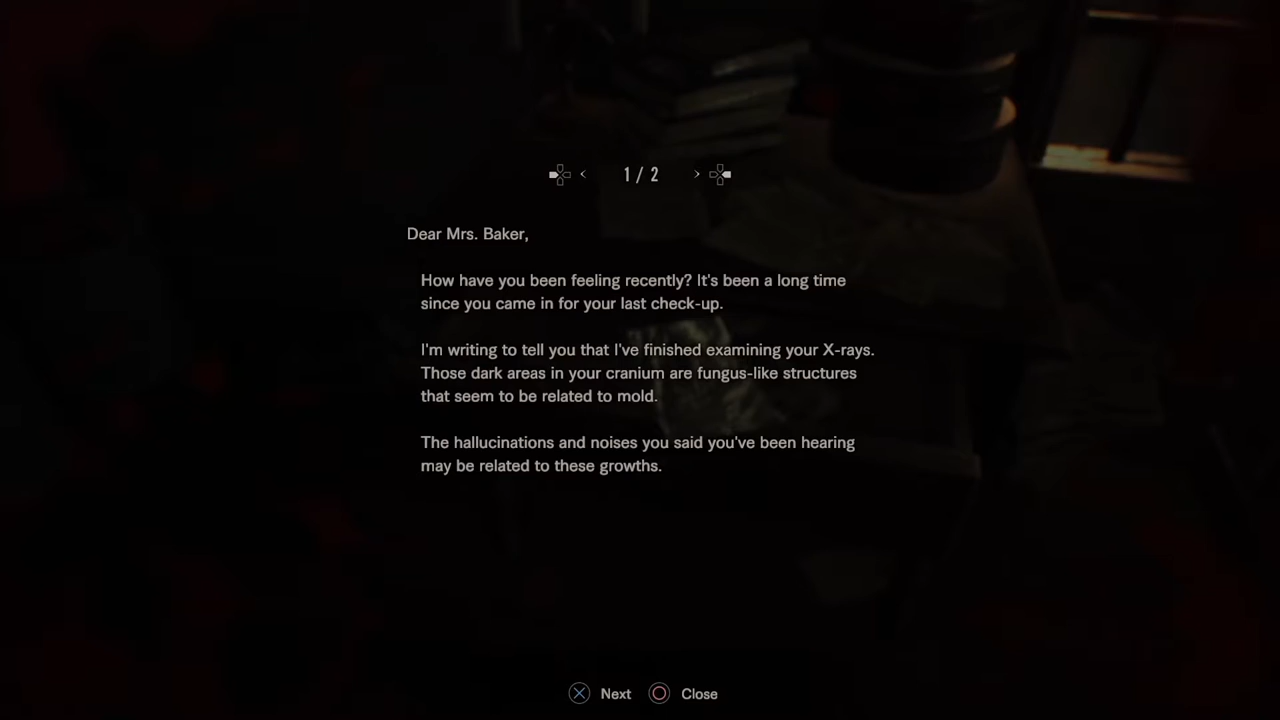 < 1 / 2 >
Dear Mrs. Baker,
How have you been feeling recently? It's been a long time
since you came in for your last check-up.
I'm writing to tell you that I've finished examining your X-rays.
Those dark areas in your cranium are fungus-like structures
that seem to be related to mold.
The hallucinations and noises you said you've been hearing
may be related to these growths.
Next Close